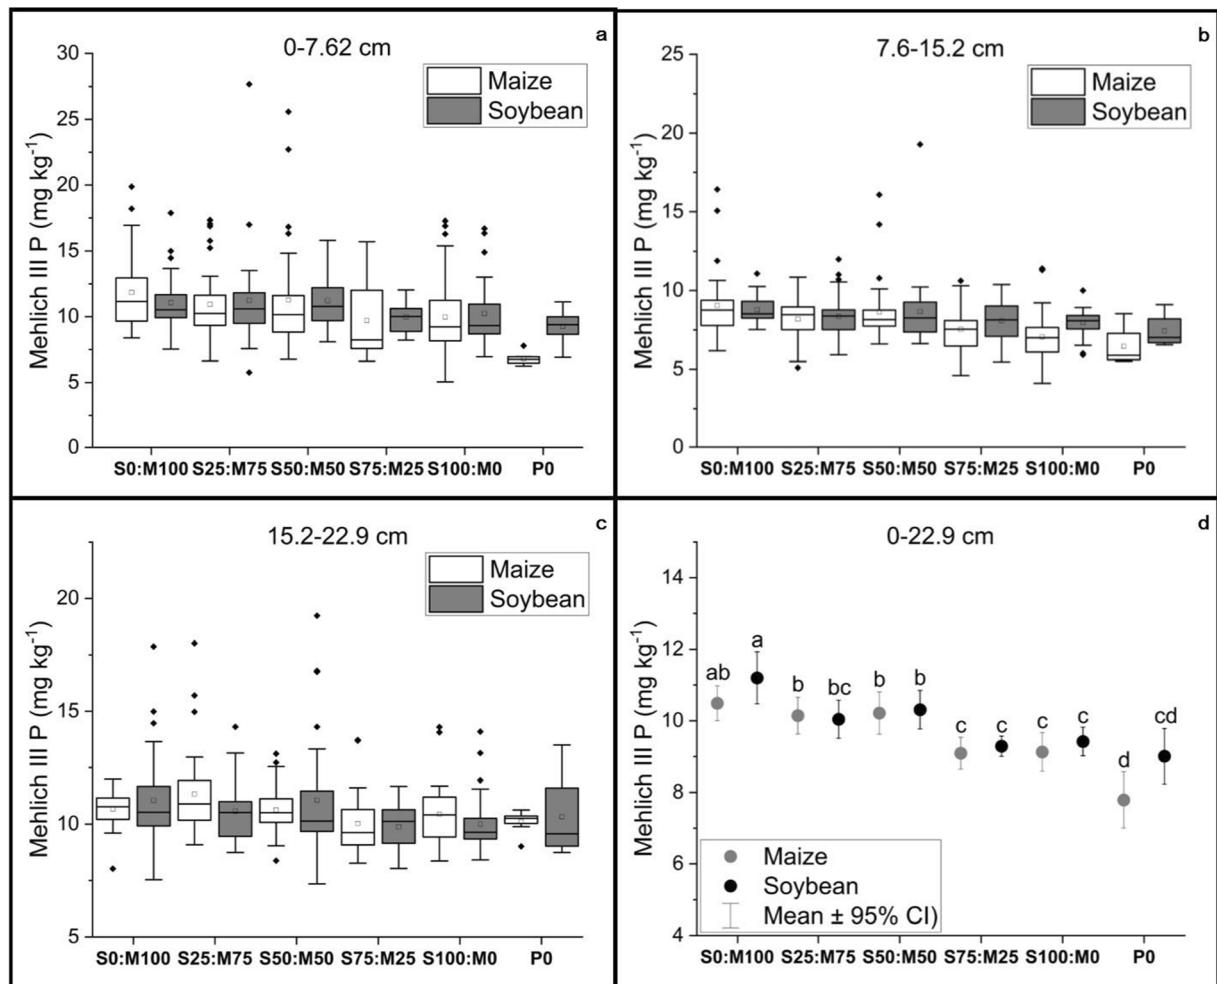 a
0-7.62 cm
Maize
Soybean
Mehlich III P (mg kg⁻¹)
30
25
20
15
10
5
0
S0:M100 S25:M75 S50:M50 S75:M25 S100:M0 P0
b
7.6-15.2 cm
Maize
Soybean
Mehlich III P (mg kg⁻¹)
25
20
15
10
5
0
S0:M100 S25:M75 S50:M50 S75:M25 S100:M0 P0
c
15.2-22.9 cm
Maize
Soybean
Mehlich III P (mg kg⁻¹)
20
15
10
5
S0:M100 S25:M75 S50:M50 S75:M25 S100:M0 P0
d
0-22.9 cm
Mehlich III P (mg kg⁻¹)
14
12
10
8
6
4
ab a b bc b b c c c c d cd
Maize
Soybean
Mean ± 95% CI)
S0:M100 S25:M75 S50:M50 S75:M25 S100:M0 P0